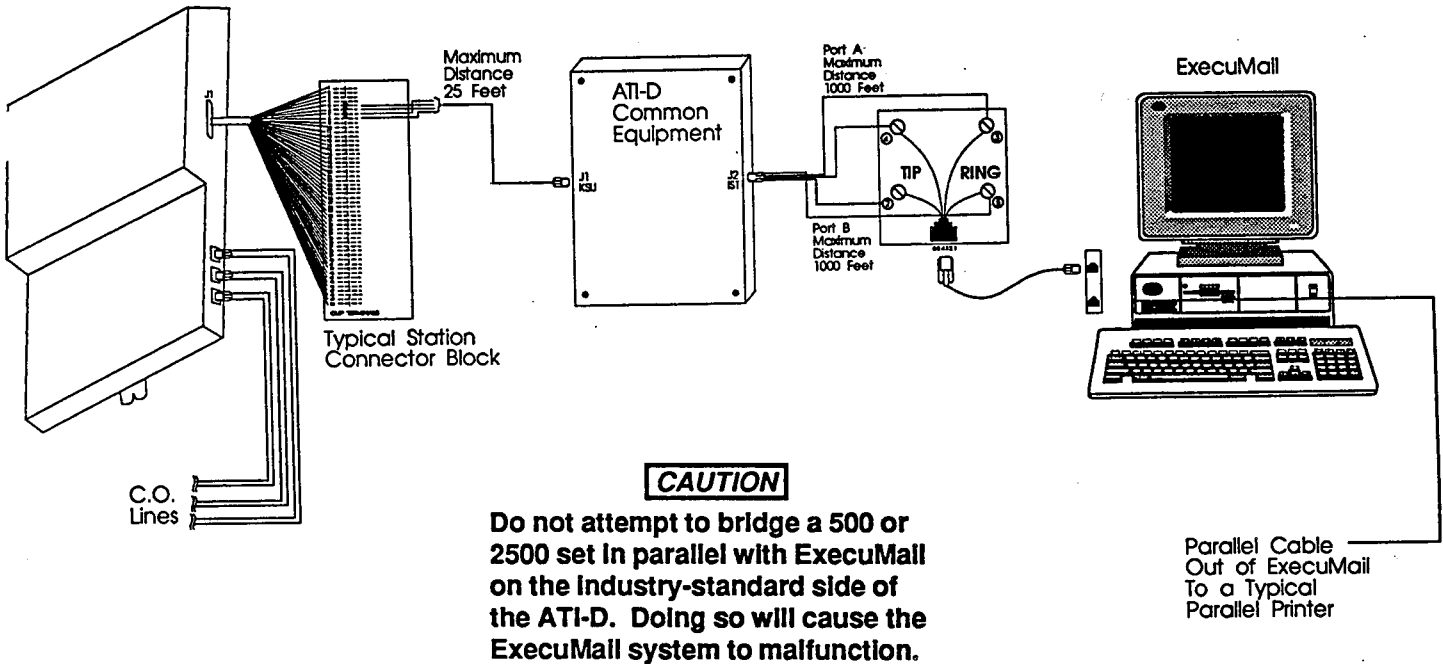 Maximum
Distance
25 Feet
ATI-D
Common
Equipment
J1
KSU
J3
IST
Port A
Maximum
Distance
1000 Feet
TIP
RING
Port B
Maximum
Distance
1000 Feet
ExecuMail
Typical Station
Connector Block
C.O.
Lines
CAUTION
Do not attempt to bridge a 500 or
2500 set in parallel with ExecuMail
on the industry-standard side of
the ATI-D. Doing so will cause the
ExecuMail system to malfunction.
Parallel Cable
Out of ExecuMail
To a Typical
Parallel Printer